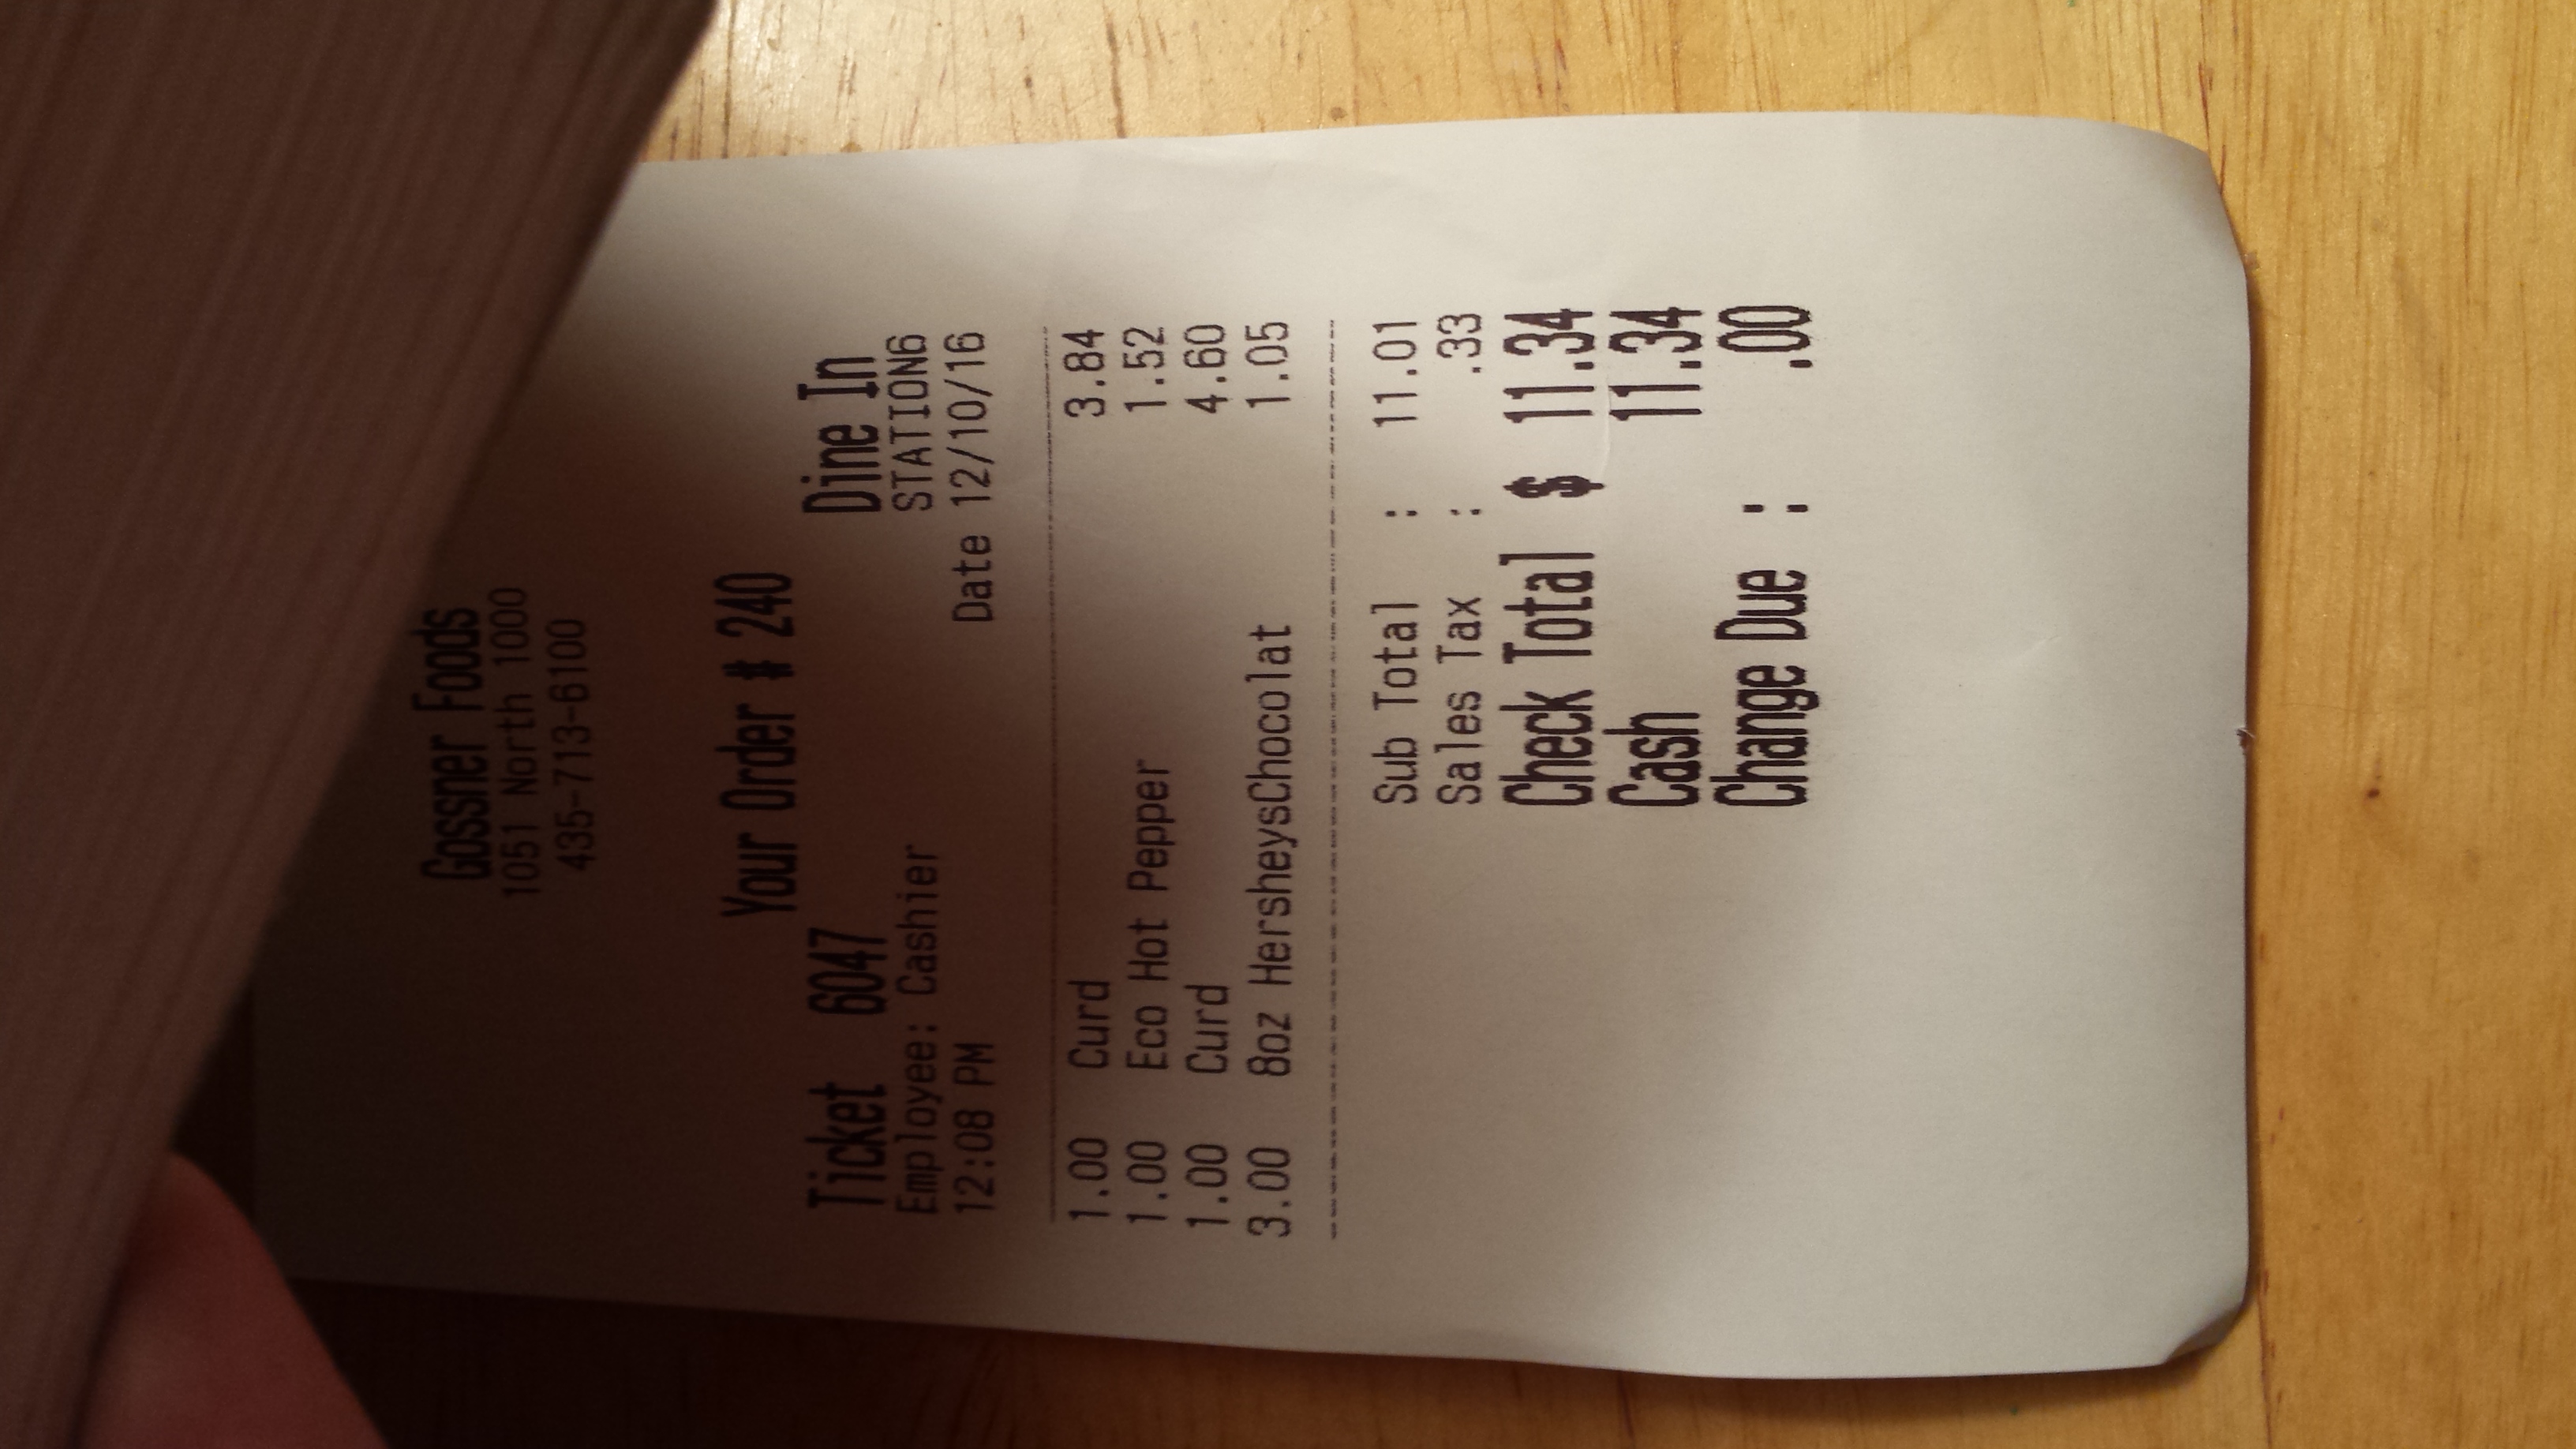 Gossner Foods
1051 North 1000
435-713-6100
Your Order # 240
Ticket 6047 Dine In
Employee: Cashier STATION6
12:08 PM Date 12/10/16
1.00 Curd 3.84
1.00 Eco Hot Pepper 1.52
1.00 Curd 4.60
3.00 8oz HersheysChocolat 1.05
Sub Total : 11.01
Sales Tax : .33
Check Total $ 11.34
Cash 11.34
Change Due : .00